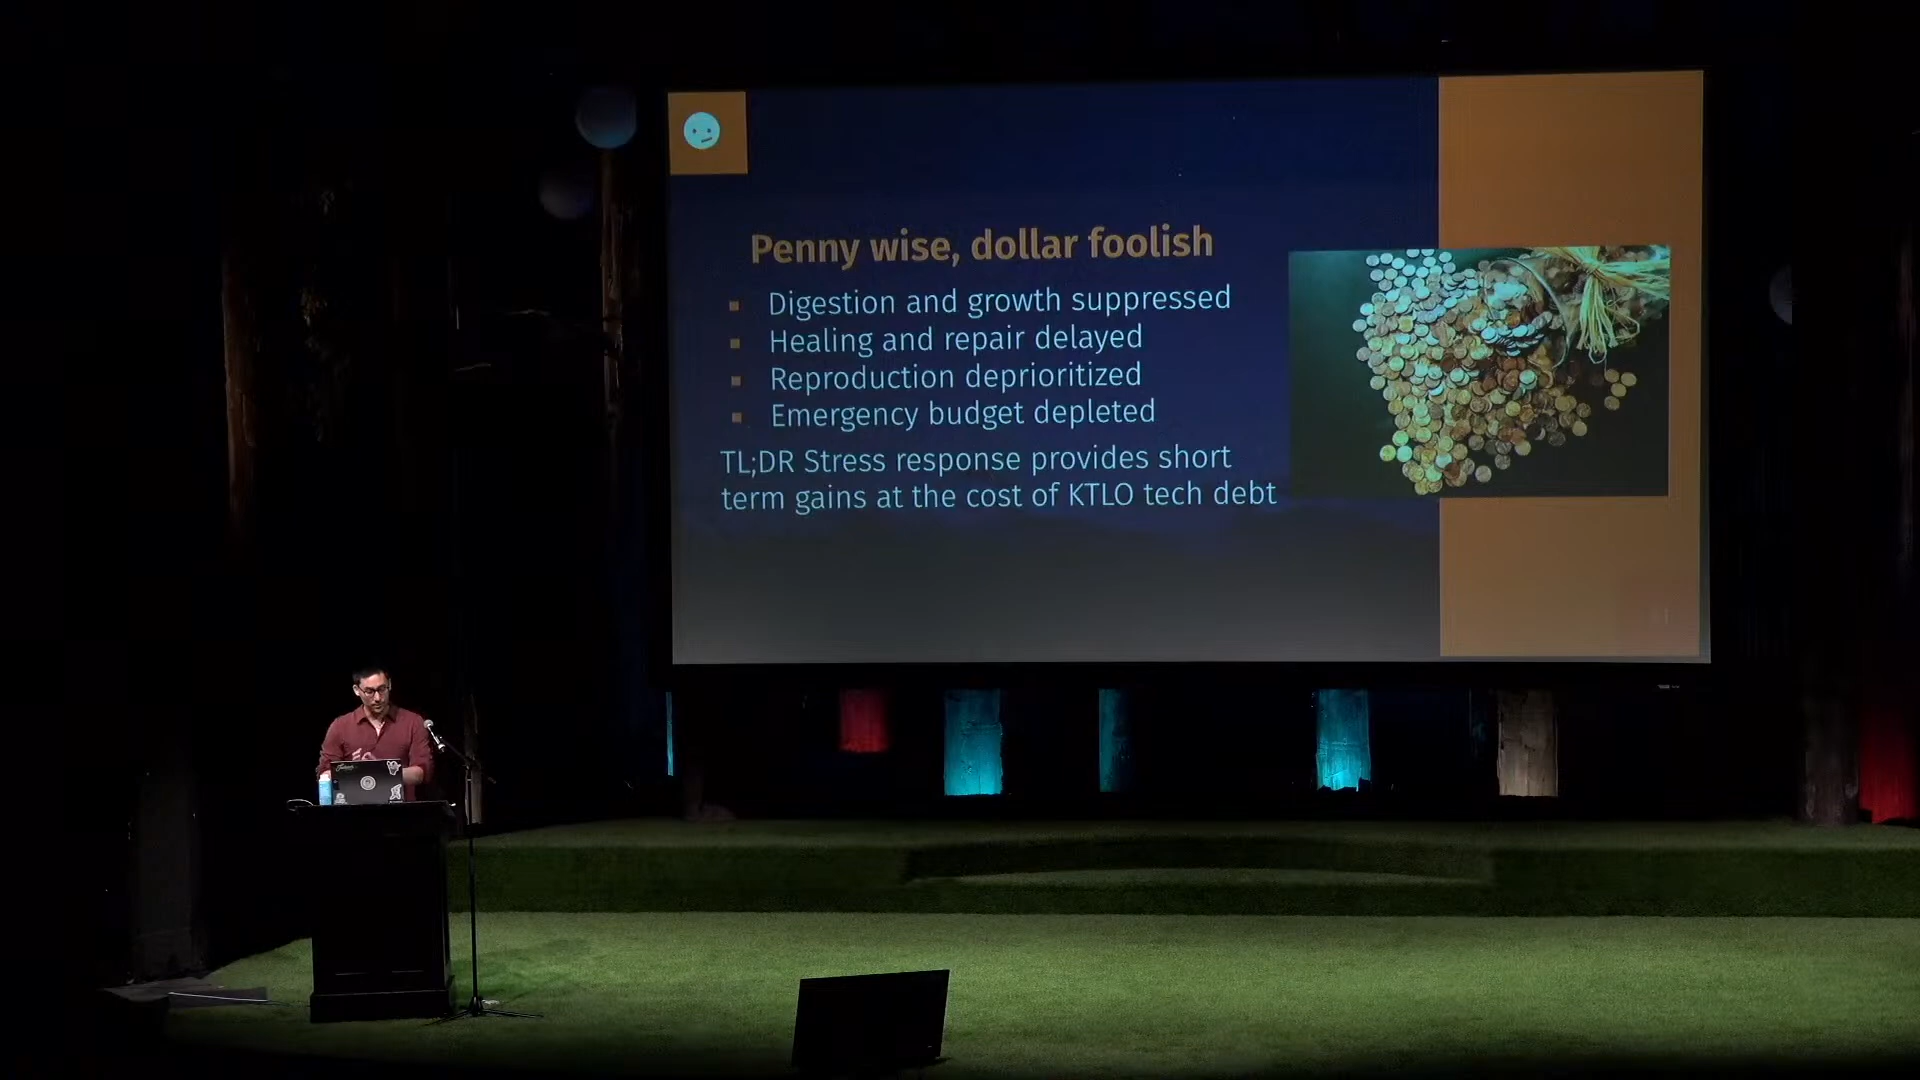 Penny wise, dollar foolish
Digestion and growth suppressed
Healing and repair delayed
Reproduction deprioritized
Emergency budget depleted
TL;DR Stress response provides short
term gains at the cost of KTLO tech debt